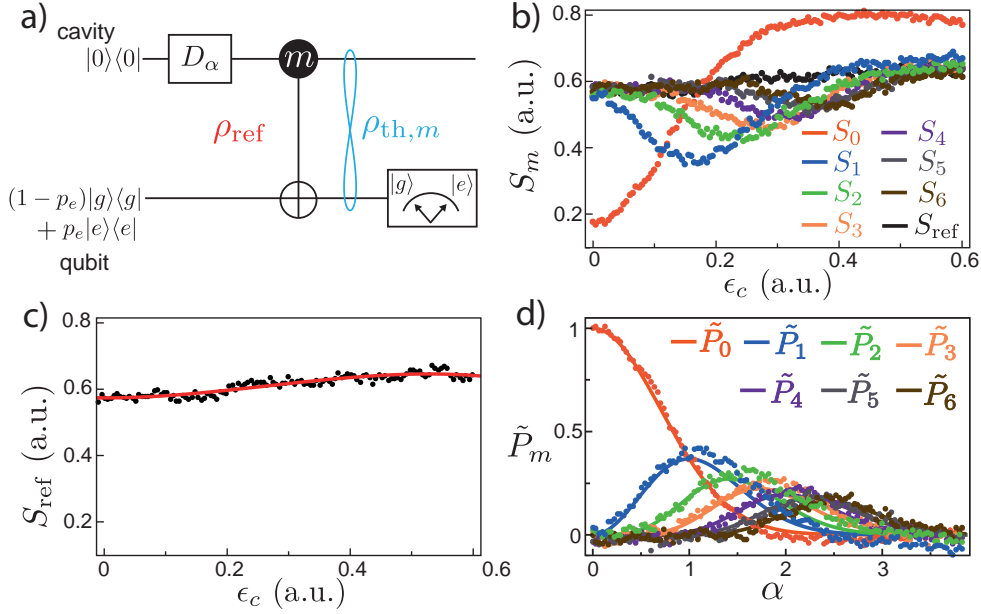 a)
cavity
|0⟩⟨0|
D_α
m
ρ_ref
ρ_th,m
(1 − p_e)|g⟩⟨g|
+ p_e|e⟩⟨e|
qubit
|g⟩ |e⟩
b)
S_m (a.u.)
0.8
0.6
0.4
0.2
0 0.2 0.4 0.6
ϵ_c (a.u.)
S_0 S_4
S_1 S_5
S_2 S_6
S_3 S_ref
c)
S_ref (a.u.)
0.8
0.6
0.4
0.2
0 0.2 0.4 0.6
ϵ_c (a.u.)
d)
P̃_m
1
0.5
0
0 1 2 3
α
P̃_0 P̃_1 P̃_2 P̃_3
P̃_4 P̃_5 P̃_6